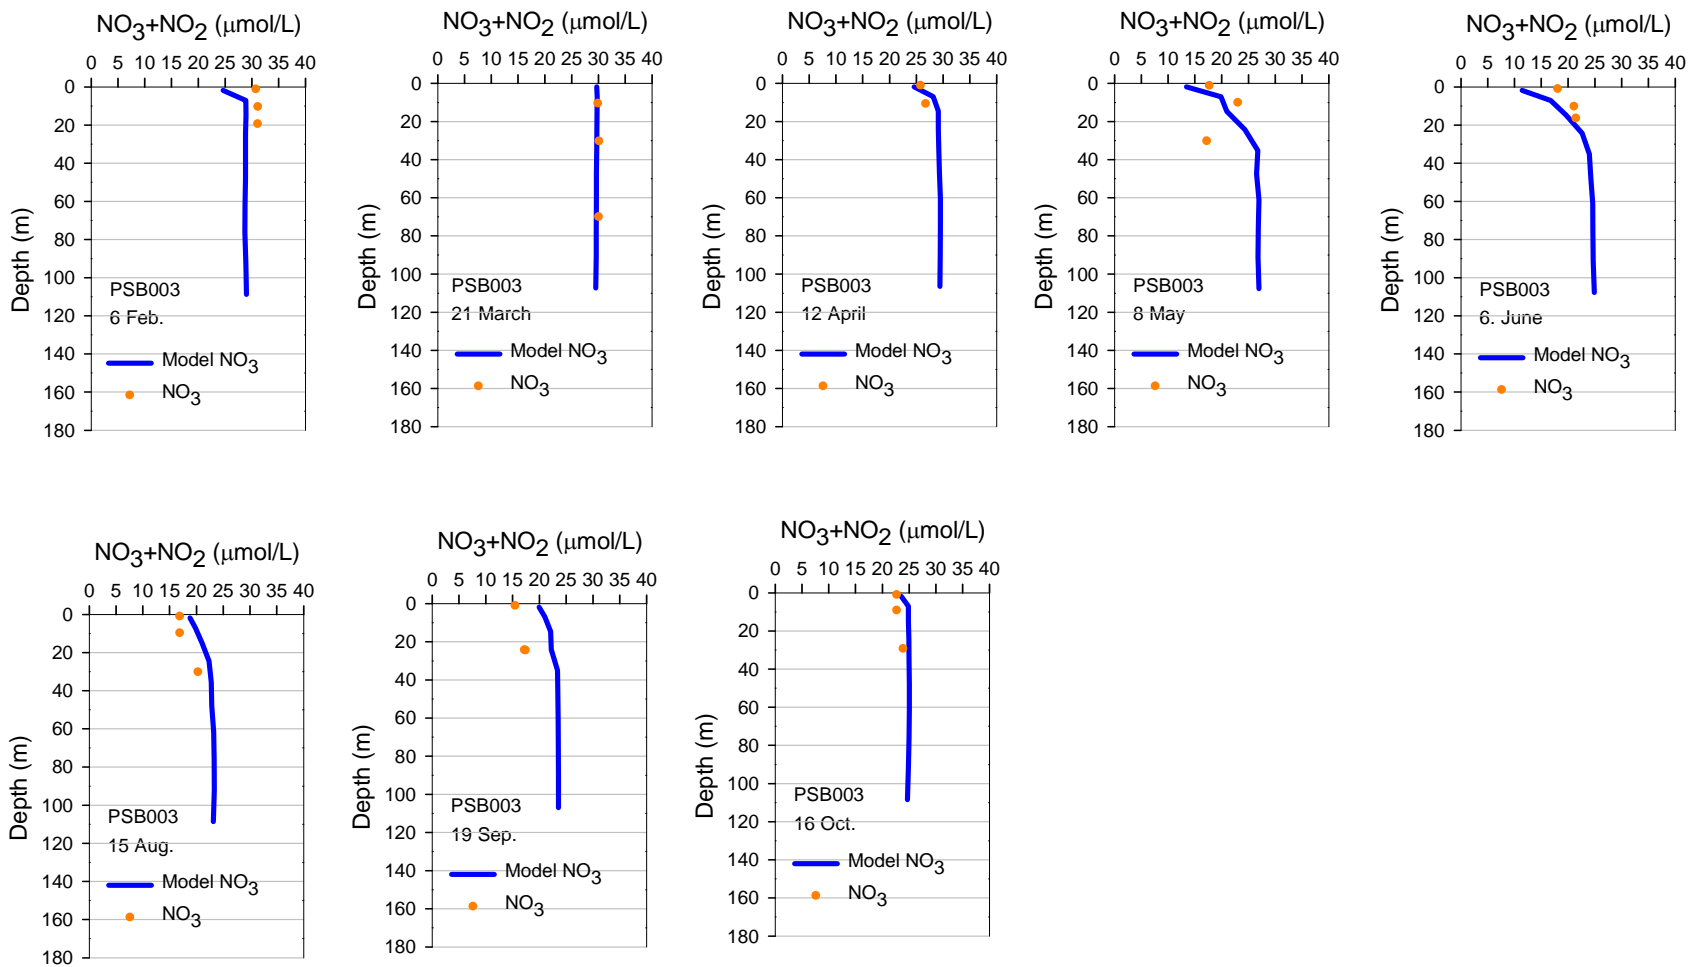 NO3+NO2 (μmol/L)
0 5 10 15 20 25 30 35 40
0
20
40
60
80
100
120
140
160
180
Depth (m)
PSB003
6 Feb.
Model NO3
NO3
NO3+NO2 (μmol/L)
0 5 10 15 20 25 30 35 40
0
20
40
60
80
100
120
140
160
180
Depth (m)
PSB003
21 March
Model NO3
NO3
NO3+NO2 (μmol/L)
0 5 10 15 20 25 30 35 40
0
20
40
60
80
100
120
140
160
180
Depth (m)
PSB003
12 April
Model NO3
NO3
NO3+NO2 (μmol/L)
0 5 10 15 20 25 30 35 40
0
20
40
60
80
100
120
140
160
180
Depth (m)
PSB003
8 May
Model NO3
NO3
NO3+NO2 (μmol/L)
0 5 10 15 20 25 30 35 40
0
20
40
60
80
100
120
140
160
180
Depth (m)
PSB003
6. June
Model NO3
NO3
NO3+NO2 (μmol/L)
0 5 10 15 20 25 30 35 40
0
20
40
60
80
100
120
140
160
180
Depth (m)
PSB003
15 Aug.
Model NO3
NO3
NO3+NO2 (μmol/L)
0 5 10 15 20 25 30 35 40
0
20
40
60
80
100
120
140
160
180
Depth (m)
PSB003
19 Sep.
Model NO3
NO3
NO3+NO2 (μmol/L)
0 5 10 15 20 25 30 35 40
0
20
40
60
80
100
120
140
160
180
Depth (m)
PSB003
16 Oct.
Model NO3
NO3